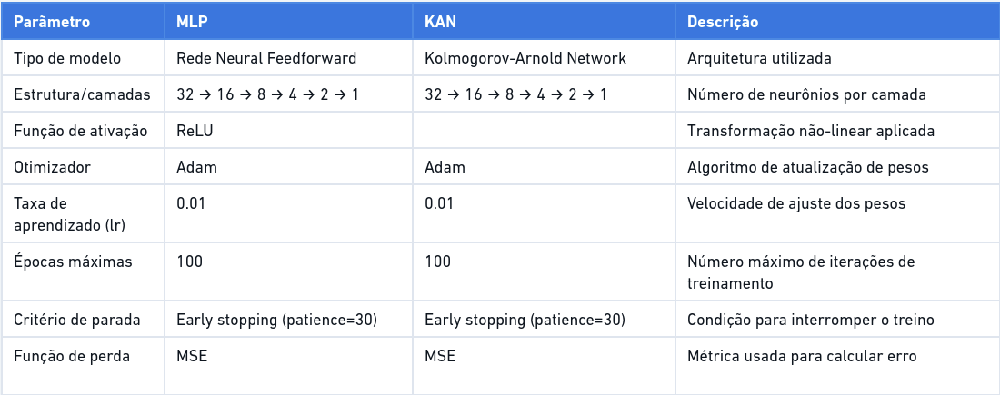 Parãmetro MLP KAN Descrição
Tipo de modelo Rede Neural Feedforward Kolmogorov-Arnold Network Arquitetura utilizada
Estrutura/camadas 32 → 16 → 8 → 4 → 2 → 1 32 → 16 → 8 → 4 → 2 → 1 Número de neurônios por camada
Função de ativação ReLU Transformação não-linear aplicada
Otimizador Adam Adam Algoritmo de atualização de pesos
Taxa de
aprendizado (lr) 0.01 0.01 Velocidade de ajuste dos pesos
Épocas máximas 100 100 Número máximo de iterações de
treinamento
Critério de parada Early stopping (patience=30) Early stopping (patience=30) Condição para interromper o treino
Função de perda MSE MSE Métrica usada para calcular erro